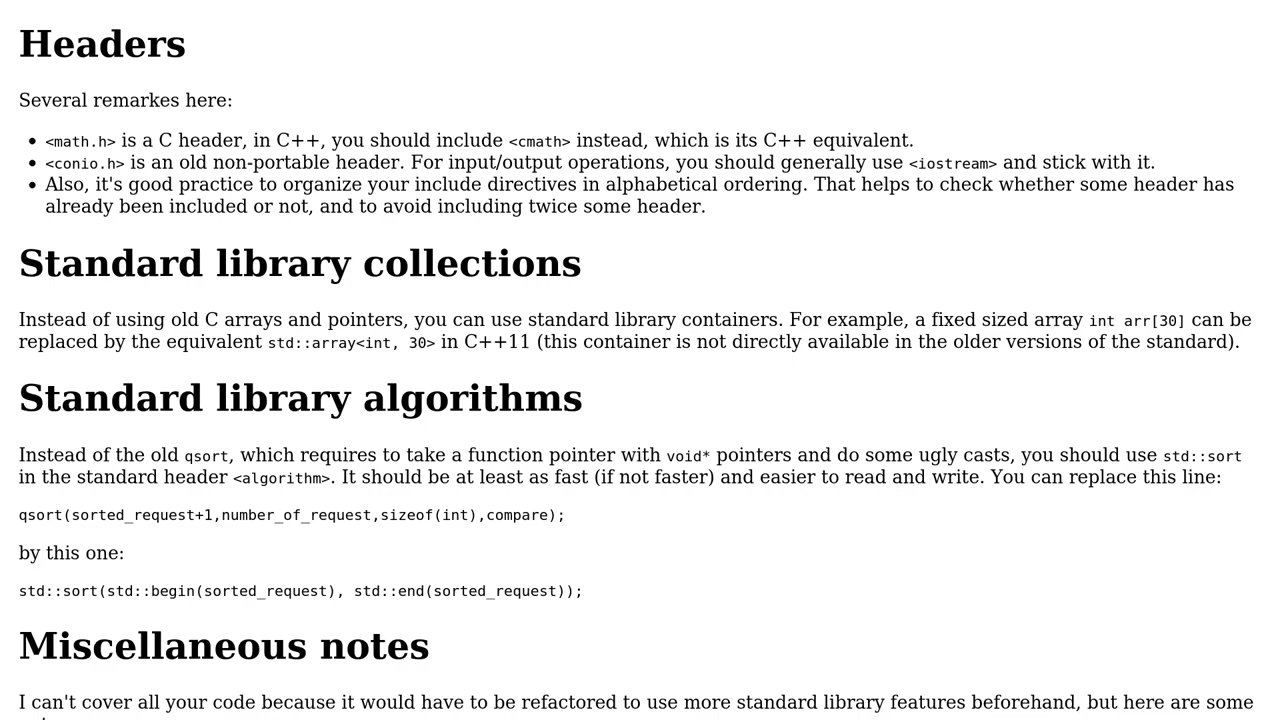 Headers
Several remarkes here:
<math.h> is a C header, in C++, you should include <cmath> instead, which is its C++ equivalent.
<conio.h> is an old non-portable header. For input/output operations, you should generally use <iostream> and stick with it.
Also, it's good practice to organize your include directives in alphabetical ordering. That helps to check whether some header has
already been included or not, and to avoid including twice some header.
Standard library collections
Instead of using old C arrays and pointers, you can use standard library containers. For example, a fixed sized array int arr[30] can be
replaced by the equivalent std::array<int, 30> in C++11 (this container is not directly available in the older versions of the standard).
Standard library algorithms
Instead of the old qsort, which requires to take a function pointer with void* pointers and do some ugly casts, you should use std::sort
in the standard header <algorithm>. It should be at least as fast (if not faster) and easier to read and write. You can replace this line:
qsort(sorted_request+1,number_of_request,sizeof(int),compare);
by this one:
std::sort(std::begin(sorted_request), std::end(sorted_request));
Miscellaneous notes
I can't cover all your code because it would have to be refactored to use more standard library features beforehand, but here are some